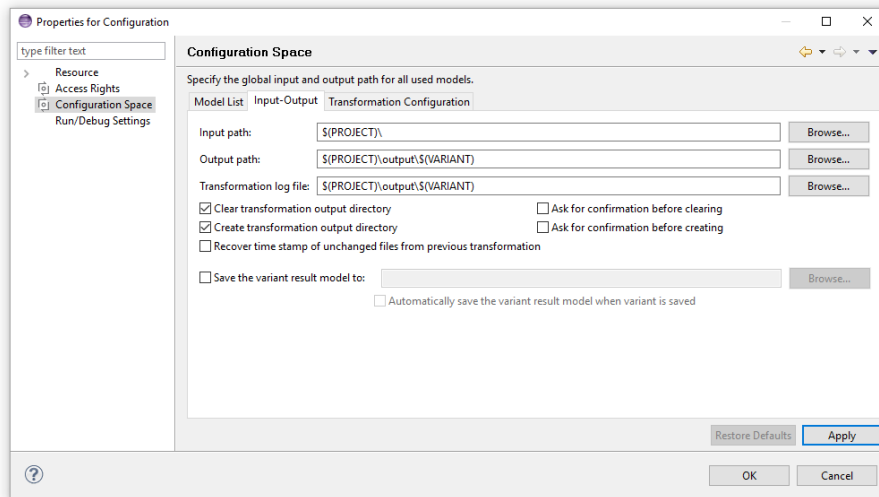 Properties for Configuration
type filter text
Configuration Space
Resource
Access Rights
Configuration Space
Run/Debug Settings
Specify the global input and output path for all used models.
Model List Input-Output Transformation Configuration
Input path: $(PROJECT)\ Browse...
Output path: $(PROJECT)\output\$(VARIANT) Browse...
Transformation log file: $(PROJECT)\output\$(VARIANT) Browse...
Clear transformation output directory Ask for confirmation before clearing
Create transformation output directory Ask for confirmation before creating
Recover time stamp of unchanged files from previous transformation
Save the variant result model to: Browse...
Automatically save the variant result model when variant is saved
Restore Defaults Apply
? OK Cancel